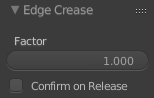 Edge Crease
Factor
1.000
Confirm on Release